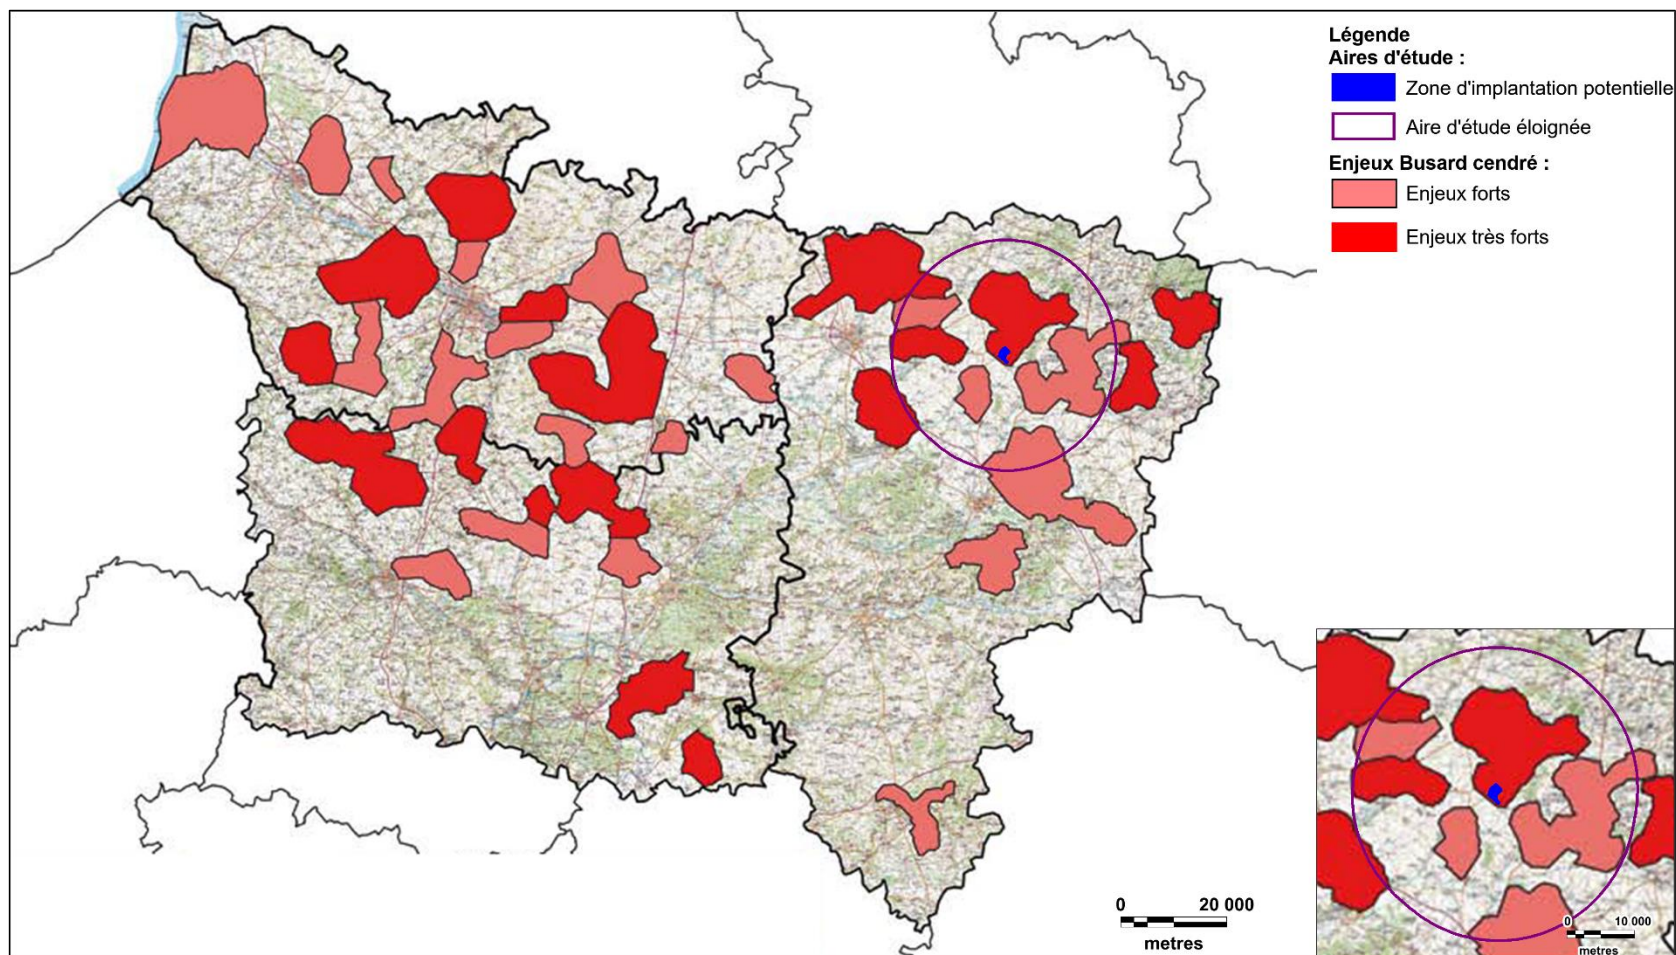 Légende
Aires d'étude :
Zone d'implantation potentielle
Aire d'étude éloignée
Enjeux Busard cendré :
Enjeux forts
Enjeux très forts
0 20 000
metres
0 10 000
metres